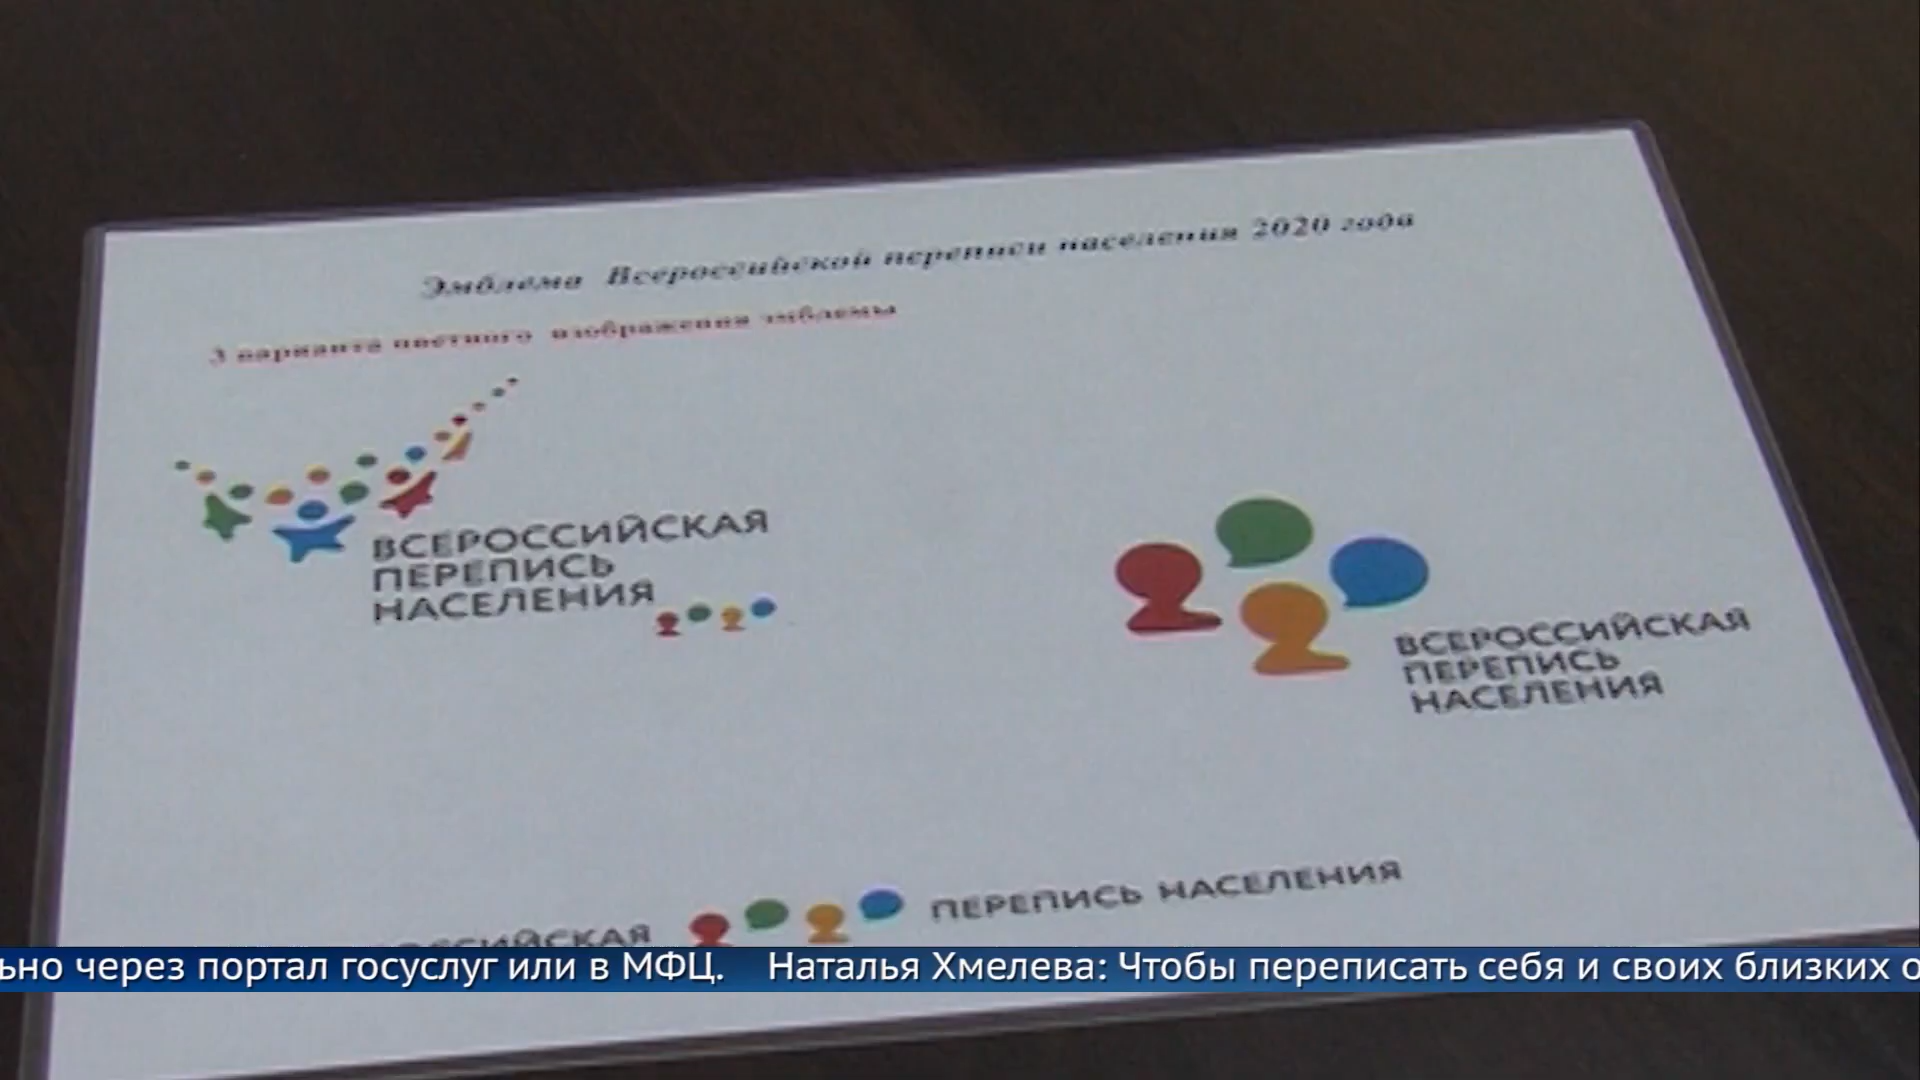 Эмблема Всероссийской переписи населения 2020 года
3 варианта цветного изображения эмблемы
ВСЕРОССИЙСКАЯ
ПЕРЕПИСЬ
НАСЕЛЕНИЯ
ВСЕРОССИЙСКАЯ
ПЕРЕПИСЬ
НАСЕЛЕНИЯ
РОССИЙСКАЯ ПЕРЕПИСЬ НАСЕЛЕНИЯ
ьно через портал госуслуг или в МФЦ. Наталья Хмелева: Чтобы переписать себя и своих близких о